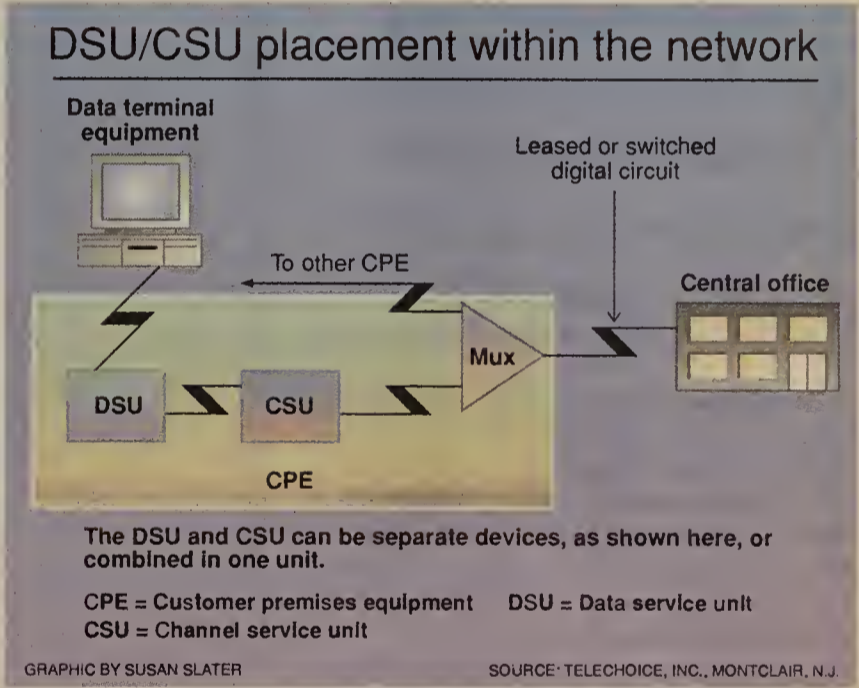 DSU/CSU placement within the network
Data terminal
equipment
Leased or switched
digital circuit
To other CPE
Central office
Mux
DSU
CSU
CPE
The DSU and CSU can be separate devices, as shown here, or
combined in one unit.
CPE = Customer premises equipment DSU = Data service unit
CSU = Channel service unit
GRAPHIC BY SUSAN SLATER
SOURCE: TELECHOICE, INC., MONTCLAIR, N.J.